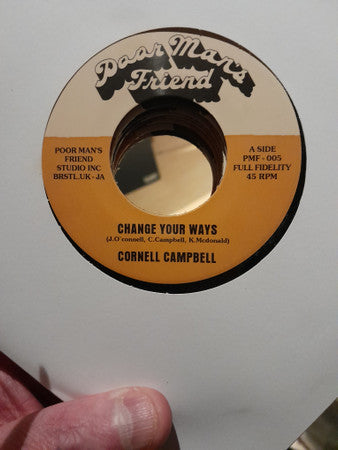 Poor Man's
Friend
POOR MAN'S
FRIEND
STUDIO INC
BRSTL.UK - JA
A SIDE
PMF - 005
FULL FIDELITY
45 RPM
CHANGE YOUR WAYS
(J.O'connell, C.Campbell, K.Mcdonald)
CORNELL CAMPBELL